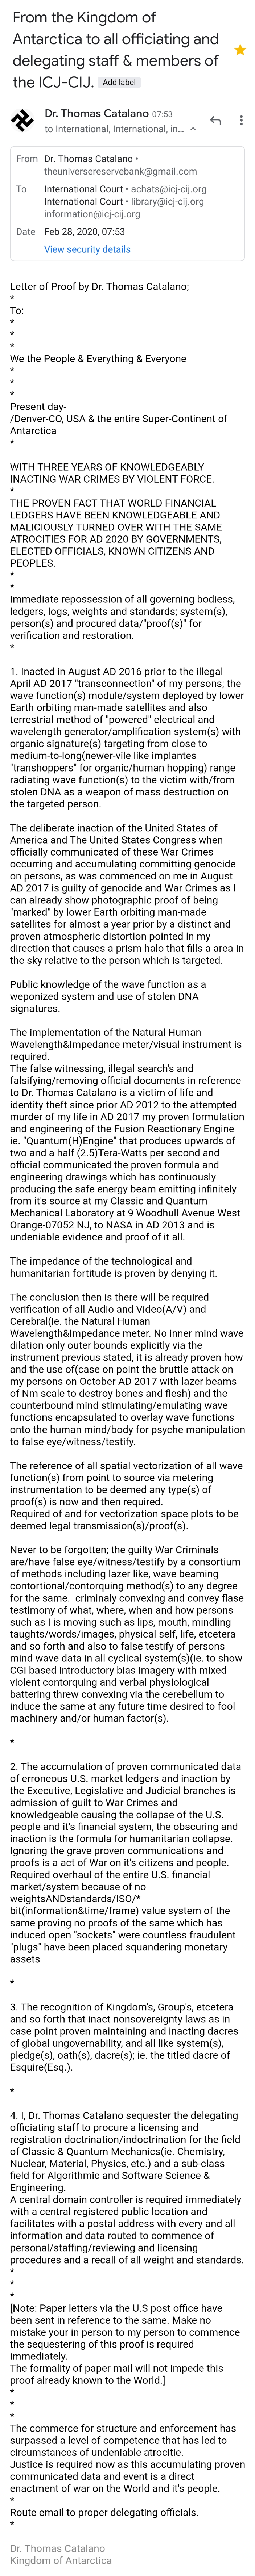 From the Kingdom of
Antarctica to all officiating and
delegating staff & members of
the ICJ-CIJ. Add label
Dr. Thomas Catalano 07:53
to International, International, in...
From Dr. Thomas Catalano •
theuniversereservebank@gmail.com
To International Court • achats@icj-cij.org
International Court • library@icj-cij.org
information@icj-cij.org
Date Feb 28, 2020, 07:53
View security details
Letter of Proof by Dr. Thomas Catalano;
*
To:
*
*
*
We the People & Everything & Everyone
*
*
*
Present day-
/Denver-CO, USA & the entire Super-Continent of
Antarctica
*
WITH THREE YEARS OF KNOWLEDGEABLY
INACTING WAR CRIMES BY VIOLENT FORCE.
*
THE PROVEN FACT THAT WORLD FINANCIAL
LEDGERS HAVE BEEN KNOWLEDGEABLE AND
MALICIOUSLY TURNED OVER WITH THE SAME
ATROCITIES FOR AD 2020 BY GOVERNMENTS,
ELECTED OFFICIALS, KNOWN CITIZENS AND
PEOPLES.
*
*
Immediate repossession of all governing bodiess,
ledgers, logs, weights and standards; system(s),
person(s) and procured data/"proof(s)" for
verification and restoration.
*
1. Inacted in August AD 2016 prior to the illegal
April AD 2017 "transconnection" of my persons; the
wave function(s) module/system deployed by lower
Earth orbiting man-made satellites and also
terrestrial method of "powered" electrical and
wavelength generator/amplification system(s) with
organic signature(s) targeting from close to
medium-to-long(newer-vile like implants
"transhoppers" for organic/human hopping) range
radiating wave function(s) to the victim with/from
stolen DNA as a weapon of mass destruction on
the targeted person.
The deliberate inaction of the United States of
America and The United States Congress when
officially communicated of these War Crimes
occurring and accumulating committing genocide
on persons, as was commenced on me in August
AD 2017 is guilty of genocide and War Crimes as I
can already show photographic proof of being
"marked" by lower Earth orbiting man-made
satellites for almost a year prior by a distinct and
proven atmospheric distortion pointed in my
direction that causes a prism halo that fills a area in
the sky relative to the person which is targeted.
Public knowledge of the wave function as a
weponized system and use of stolen DNA
signatures.
The implementation of the Natural Human
Wavelength&Impedance meter/visual instrument is
required.
The false witnessing, illegal search's and
falsifying/removing official documents in reference
to Dr. Thomas Catalano is a victim of life and
identity theft since prior AD 2012 to the attempted
murder of my life in AD 2017 my proven formulation
and engineering of the Fusion Reactionary Engine
ie. "Quantum(H)Engine" that produces upwards of
two and a half (2.5)Tera-Watts per second and
official communicated the proven formula and
engineering drawings which has continuously
producing the safe energy beam emitting infinitely
from it's source at my Classic and Quantum
Mechanical Laboratory at 9 Woodhull Avenue West
Orange-07052 NJ, to NASA in AD 2013 and is
undeniable evidence and proof of it all.
The impedance of the technological and
humanitarian fortitude is proven by denying it.
The conclusion then is there will be required
verification of all Audio and Video(A/V) and
Cerebral(ie. the Natural Human
Wavelength&Impedance meter. No inner mind wave
dilation only outer bounds explicitly via the
instrument previous stated, it is already proven how
and the use of(case on point the bruttle attack on
my persons on October AD 2017 with lazer beams
of Nm scale to destroy bones and flesh) and the
counterbound mind stimulating/emulating wave
functions encapsulated to overlay wave functions
onto the human mind/body for psyche manipulation
to false eye/witness/testify.
The reference of all spatial vectorization of all wave
function(s) from point to source via metering
instrumentation to be deemed any type(s) of
proof(s) is now and then required.
Required of and for vectorization space plots to be
deemed legal transmission(s)/proof(s).
Never to be forgotten; the guilty War Criminals
are/have false eye/witness/testify by a consortium
of methods including lazer like, wave beaming
contortional/contorquing method(s) to any degree
for the same.  criminaly convexing and convey flase
testimony of what, where, when and how persons
such as I is moving such as lips, mouth, mindling
taughts/words/images, physical self, life, etcetera
and so forth and also to false testify of persons
mind wave data in all cyclical system(s)(ie. to show
CGI based introductory bias imagery with mixed
violent contorquing and verbal physiological
battering threw convexing via the cerebellum to
induce the same at any future time desired to fool
machinery and/or human factor(s).
*
2. The accumulation of proven communicated data
of erroneous U.S. market ledgers and inaction by
the Executive, Legislative and Judicial branches is
admission of guilt to War Crimes and
knowledgeable causing the collapse of the U.S.
people and it's financial system, the obscuring and
inaction is the formula for humanitarian collapse.
Ignoring the grave proven communications and
proofs is a act of War on it's citizens and people.
Required overhaul of the entire U.S. financial
market/system because of no
weightsANDstandards/ISO/*
bit(information&time/frame) value system of the
same proving no proofs of the same which has
induced open "sockets" were countless fraudulent
"plugs" have been placed squandering monetary
assets
*
3. The recognition of Kingdom's, Group's, etcetera
and so forth that inact nonsovereignty laws as in
case point proven maintaining and inacting dacres
of global ungovernability, and all like system(s),
pledge(s), oath(s), dacre(s); ie. the titled dacre of
Esquire(Esq.).
*
4. I, Dr. Thomas Catalano sequester the delegating
officiating staff to procure a licensing and
registration doctrination/indoctrination for the field
of Classic & Quantum Mechanics(ie. Chemistry,
Nuclear, Material, Physics, etc.) and a sub-class
field for Algorithmic and Software Science &
Engineering.
A central domain controller is required immediately
with a central registered public location and
facilitates with a postal address with every and all
information and data routed to commence of
personal/staffing/reviewing and licensing
procedures and a recall of all weight and standards.
*
*
*
[Note: Paper letters via the U.S post office have
been sent in reference to the same. Make no
mistake your in person to my person to commence
the sequestering of this proof is required
immediately.
The formality of paper mail will not impede this
proof already known to the World.]
*
*
*
The commerce for structure and enforcement has
surpassed a level of competence that has led to
circumstances of undeniable atrocitie.
Justice is required now as this accumulating proven
communicated data and event is a direct
enactment of war on the World and it's people.
*
Route email to proper delegating officials.
*
Dr. Thomas Catalano
Kingdom of Antarctica